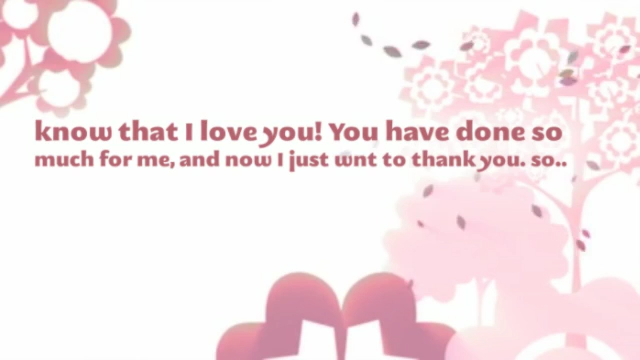 know that I love you! You have done so
much for me, and now I just wnt to thank you. so..